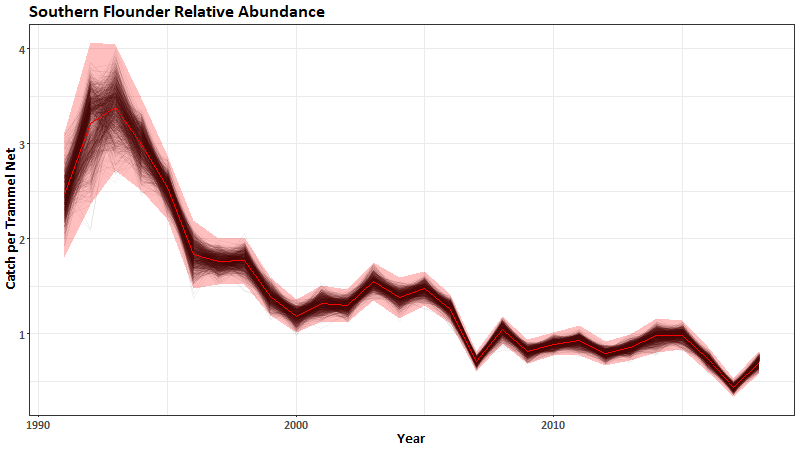 Southern Flounder Relative Abundance
4
3
2
1
Catch per Trammel Net
1990
2000
2010
Year